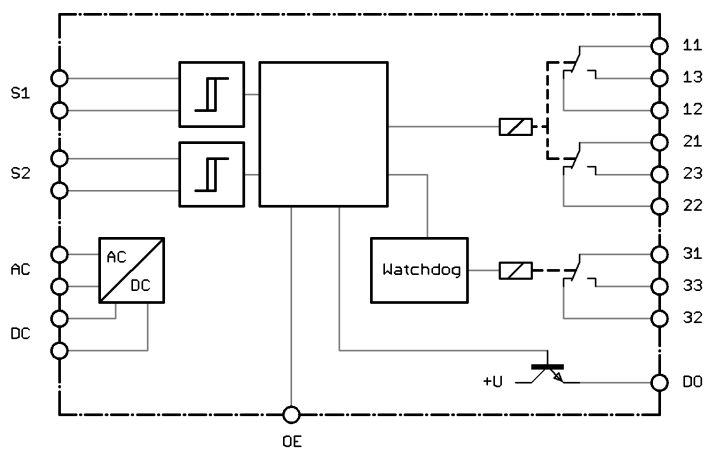 11
S1
13
12
21
S2
23
22
AC
AC
DC
31
Watchdog
33
DC
32
+U
DO
OE